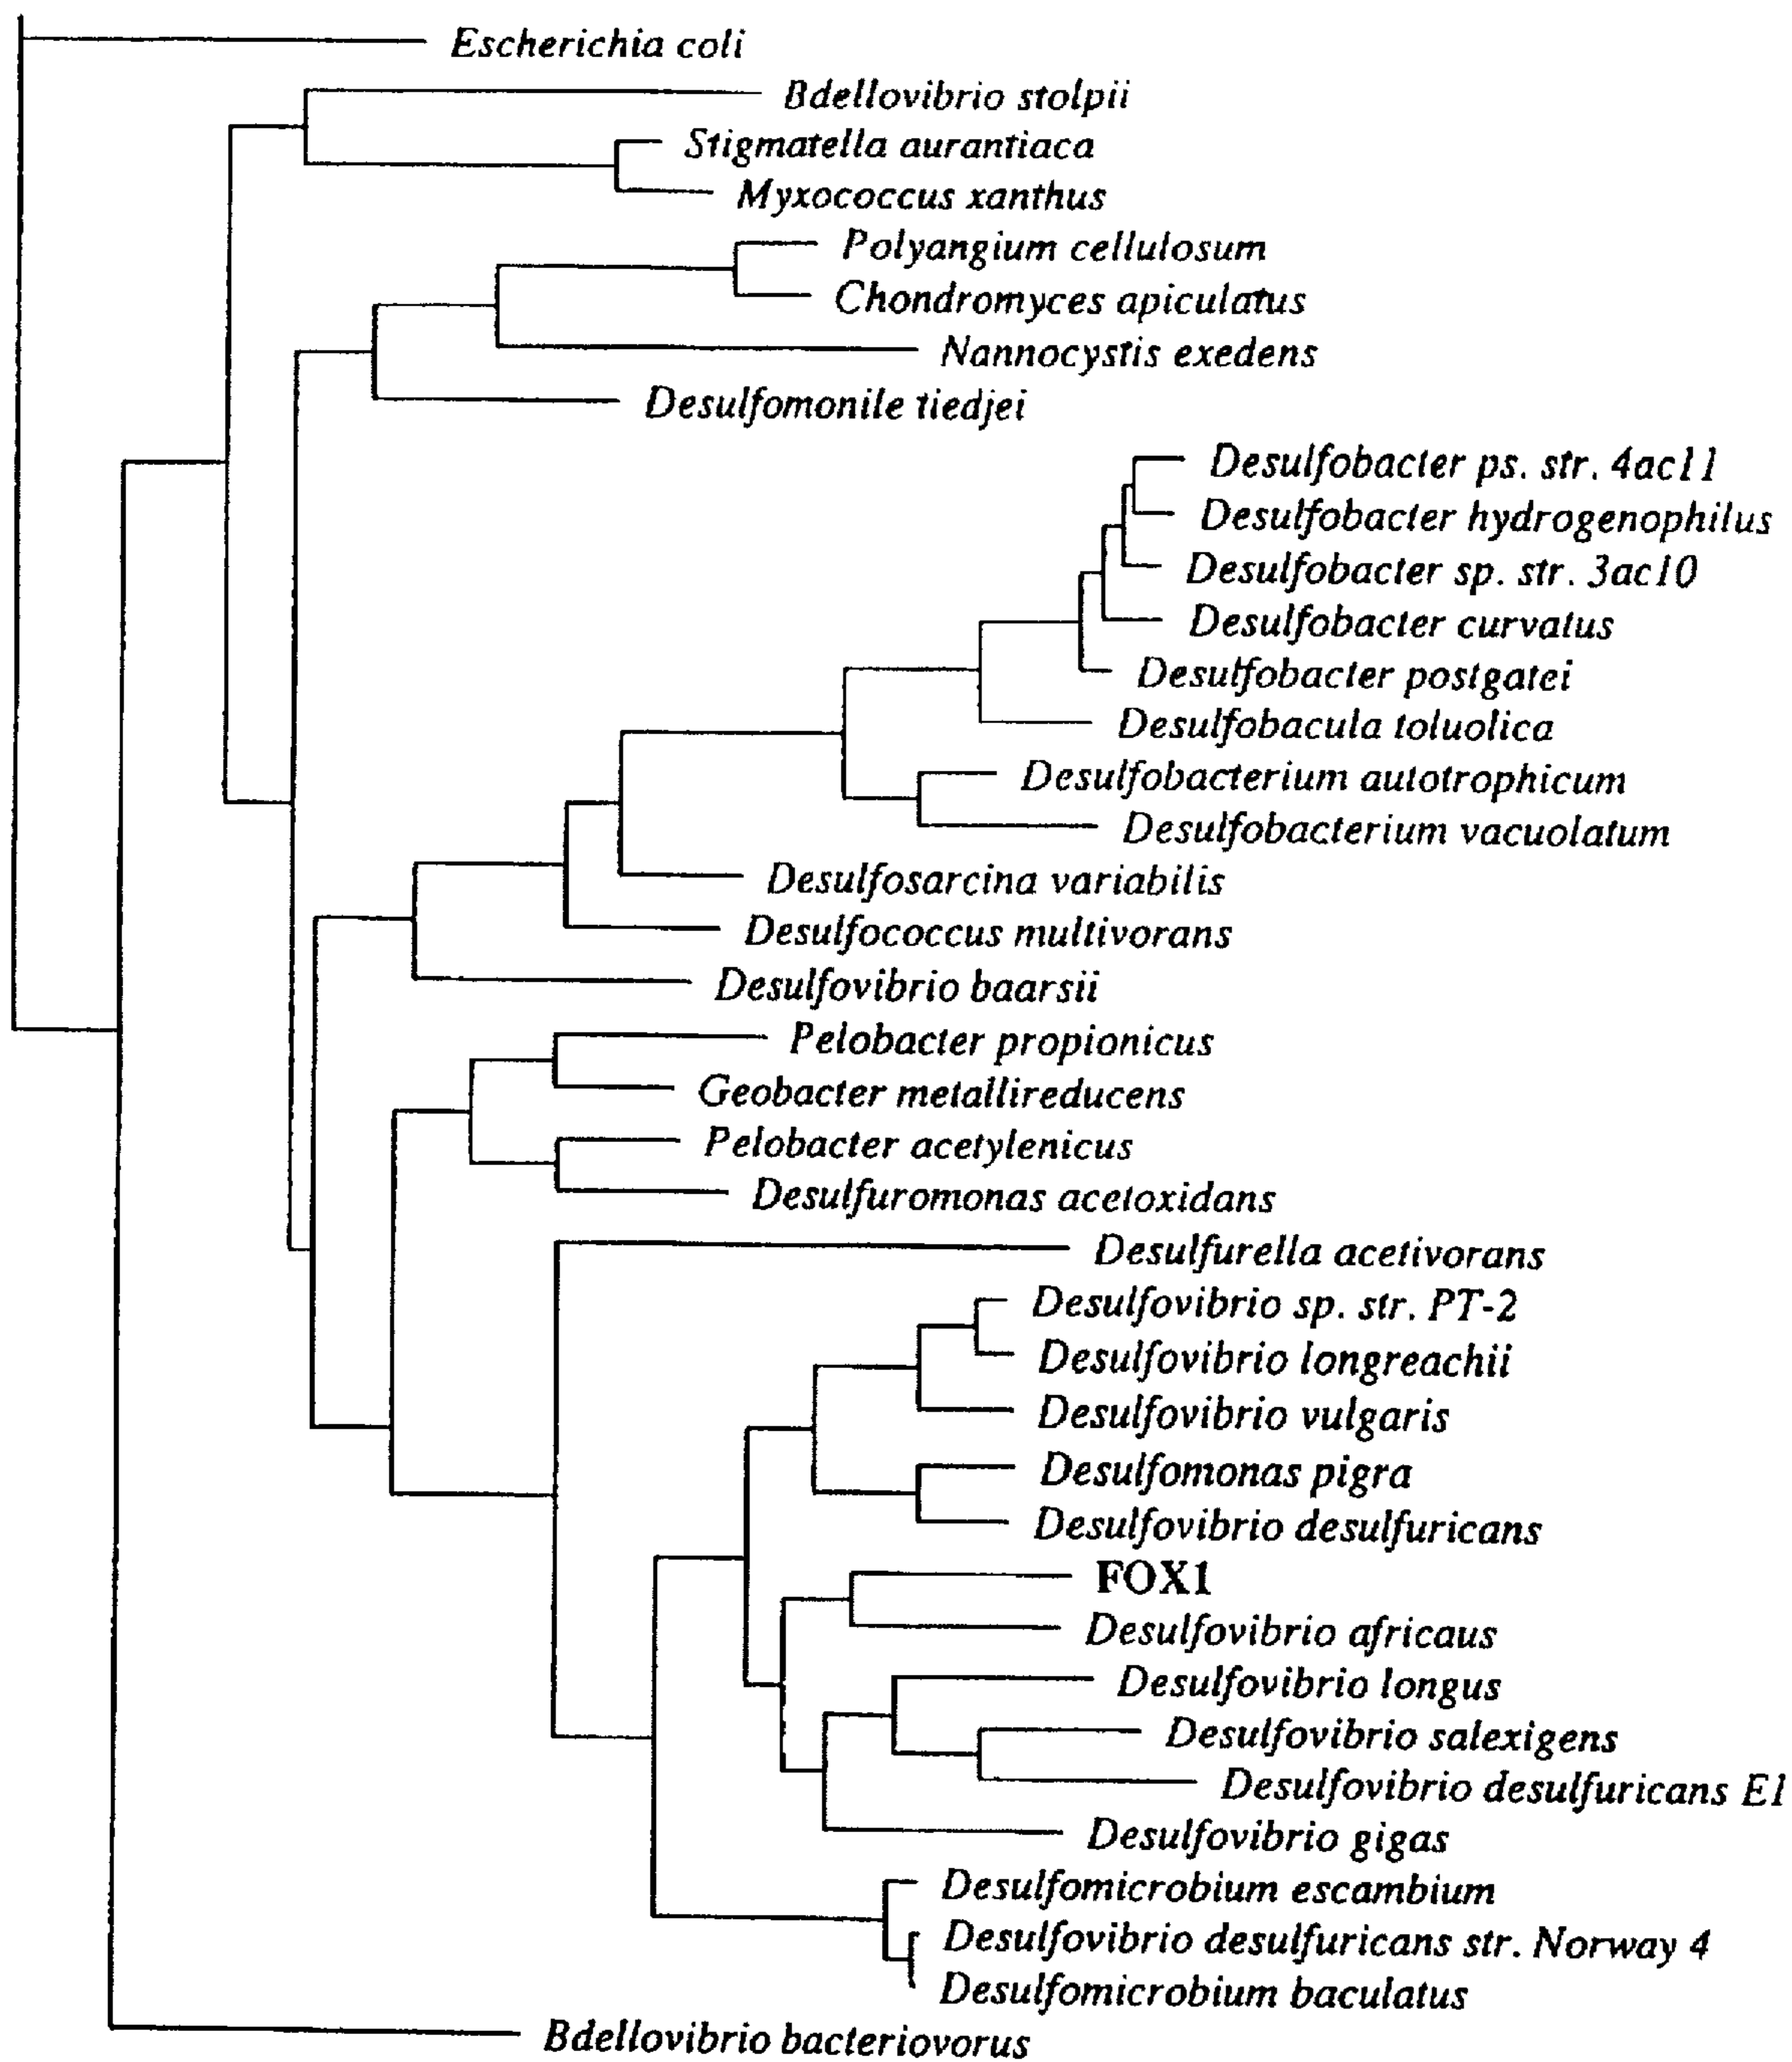 Escherichia coli
Bdellovibrio stolpii
Stigmatella aurantiaca
Myxococcus xanthus
Polyangium cellulosum
Chondromyces apiculatus
Nannocystis exedens
Desulfomonile tiedjei
Desulfobacter ps. str. 4ac11
Desulfobacter hydrogenophilus
Desulfobacter sp. str. 3ac10
Desulfobacter curvatus
Desulfobacter postgatei
Desulfobacula toluolica
Desulfobacterium autotrophicum
Desulfobacterium vacuolatum
Desulfosarcina variabilis
Desulfococcus multivorans
Desulfovibrio baarsii
Pelobacter propionicus
Geobacter metallireducens
Pelobacter acetylenicus
Desulfuromonas acetoxidans
Desulfurella acetivorans
Desulfovibrio sp. str. PT-2
Desulfovibrio longreachii
Desulfovibrio vulgaris
Desulfomonas pigra
Desulfovibrio desulfuricans
FOX1
Desulfovibrio africaus
Desulfovibrio longus
Desulfovibrio salexigens
Desulfovibrio desulfuricans E1
Desulfovibrio gigas
Desulfomicrobium escambium
Desulfovibrio desulfuricans str. Norway 4
Desulfomicrobium baculatus
Bdellovibrio bacteriovorus